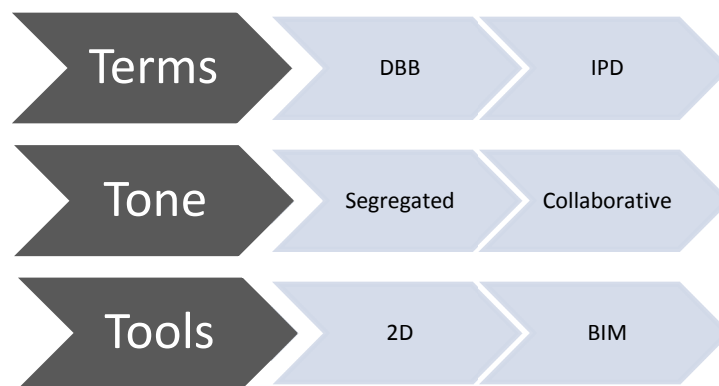 Terms DBB IPD
Tone Segregated Collaborative
Tools 2D BIM